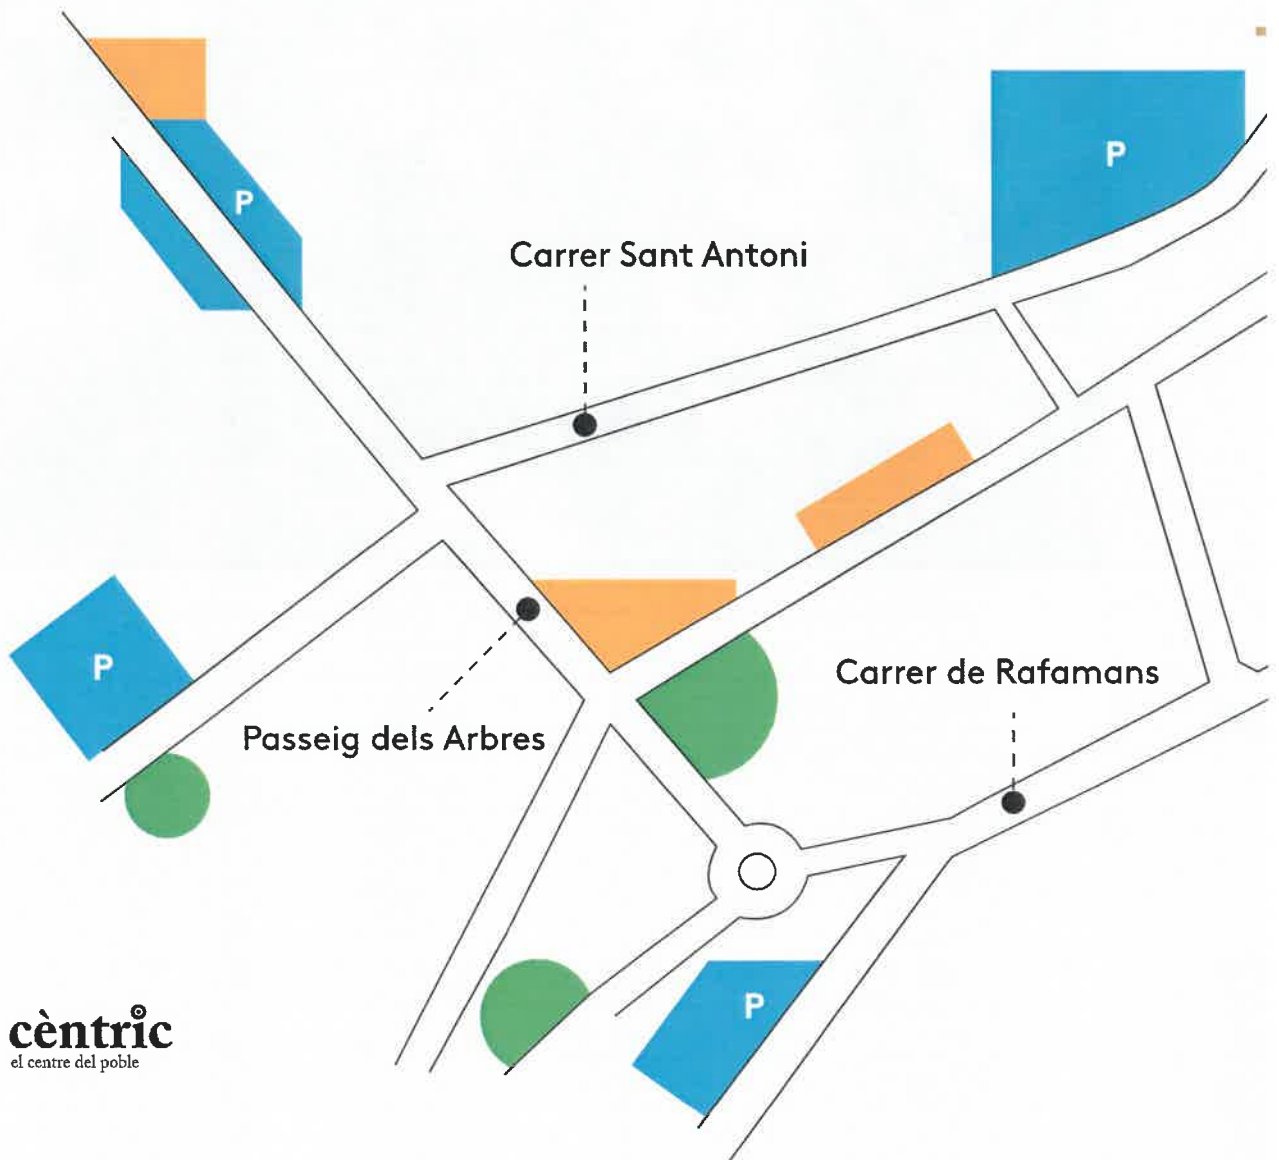 P
P
Carrer Sant Antoni
P
Carrer de Rafamans
Passeig dels Arbres
P
cèntric
el centre del poble